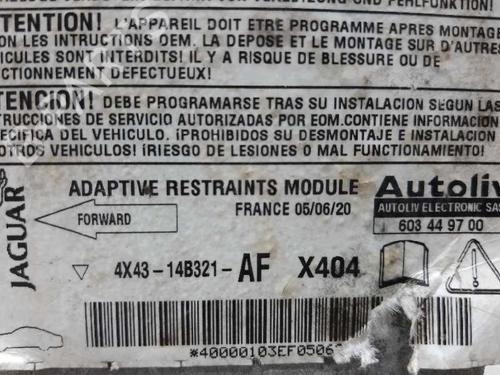 TTENTION! L'APPAREIL DOIT ETRE PROGRAMME APRES MONTAGE
ON LES INTRUCTIONS OEM. LA DEPOSE ET LE MONTAGE SUR D'AUTRES
ICULES SONT INTERDITS! IL Y A RISQUE DE BLESSURE OU DE
CTIONNEMENT DEFECTUEUX!
TENCION! DEBE PROGRAMARSE TRAS SU INSTALACION SEGUN LAS
TRUCCIONES DE SERVICIO AUTORIZADAS POR EOM.CONTIENE INFORMACION
PECIFICA DEL VEHICULO. ¡PROHIBIDOS SU DESMONTAJE E INSTALACION
OTROS VEHICULOS! ¡RIESGO DE LESIONES O MAL FUNCIONAMIENTO!
JAGUAR
FORWARD
ADAPTIVE RESTRAINTS MODULE
FRANCE 05/06/20
Autoliv
AUTOLIV ELECTRONIC SAS
603 44 97 00
4X43-14B321-AF X404
*40000103EF0506